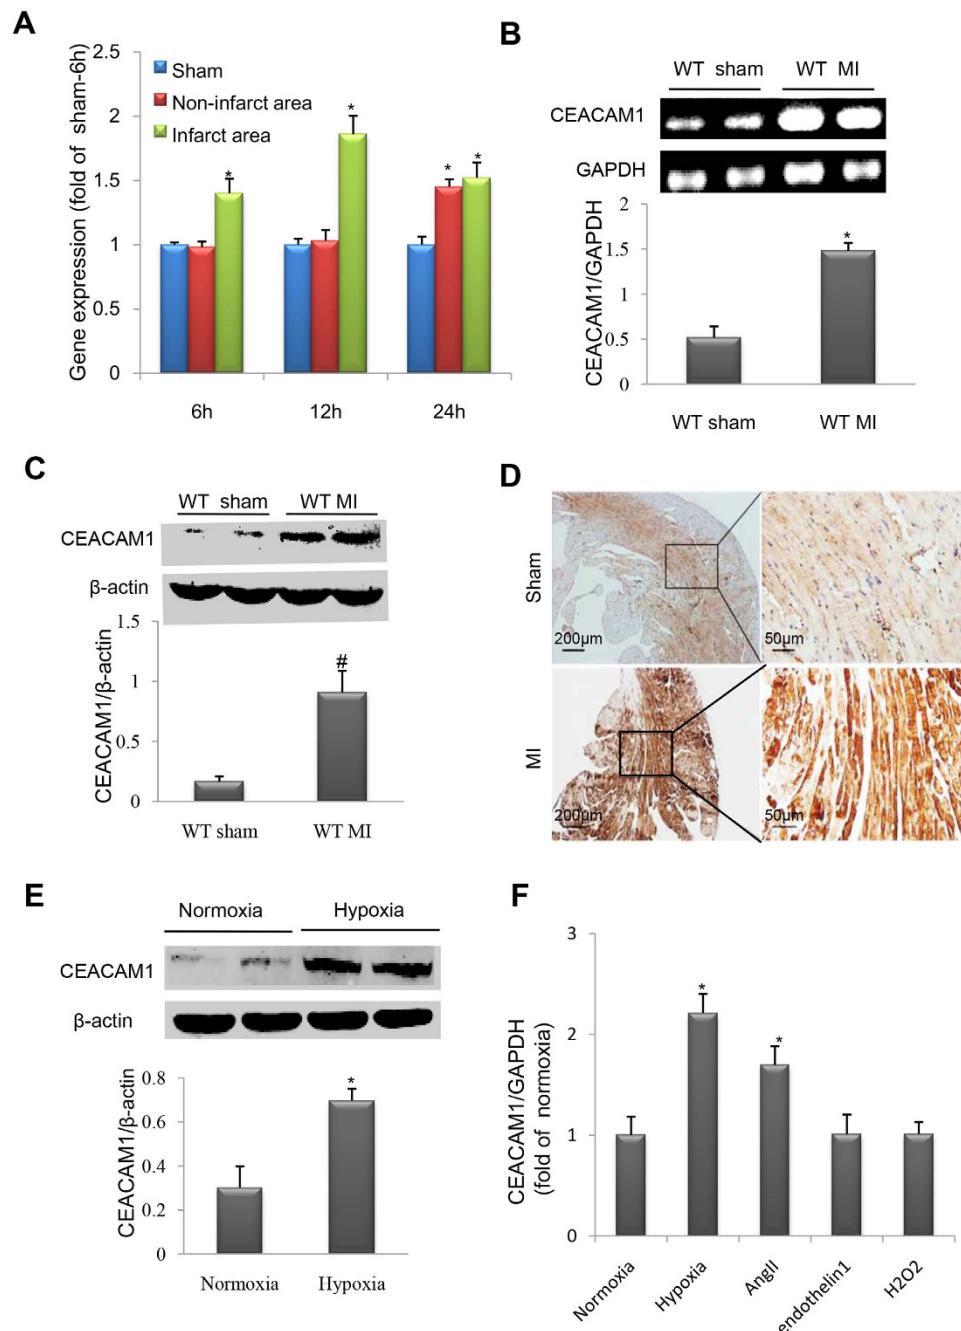 A
Gene expression (fold of sham-6h)
2.5
2
1.5
1
0.5
0
Sham
Non-infarct area
Infarct area
*
*
*
*
6h
12h
24h
B
WT sham
WT MI
CEACAM1
GAPDH
CEACAM1/GAPDH
2
1.5
1
0.5
0
*
WT sham
WT MI
C
WT sham
WT MI
CEACAM1
β-actin
CEACAM1/β-actin
1.5
1
0.5
0
#
WT sham
WT MI
D
Sham
200μm
50μm
MI
200μm
50μm
E
Normoxia
Hypoxia
CEACAM1
β-actin
CEACAM1/β-actin
0.8
0.6
0.4
0.2
0
*
Normoxia
Hypoxia
F
CEACAM1/GAPDH
(fold of normoxia)
3
2
1
0
*
*
Normoxia
Hypoxia
AngII
endothelin1
H2O2